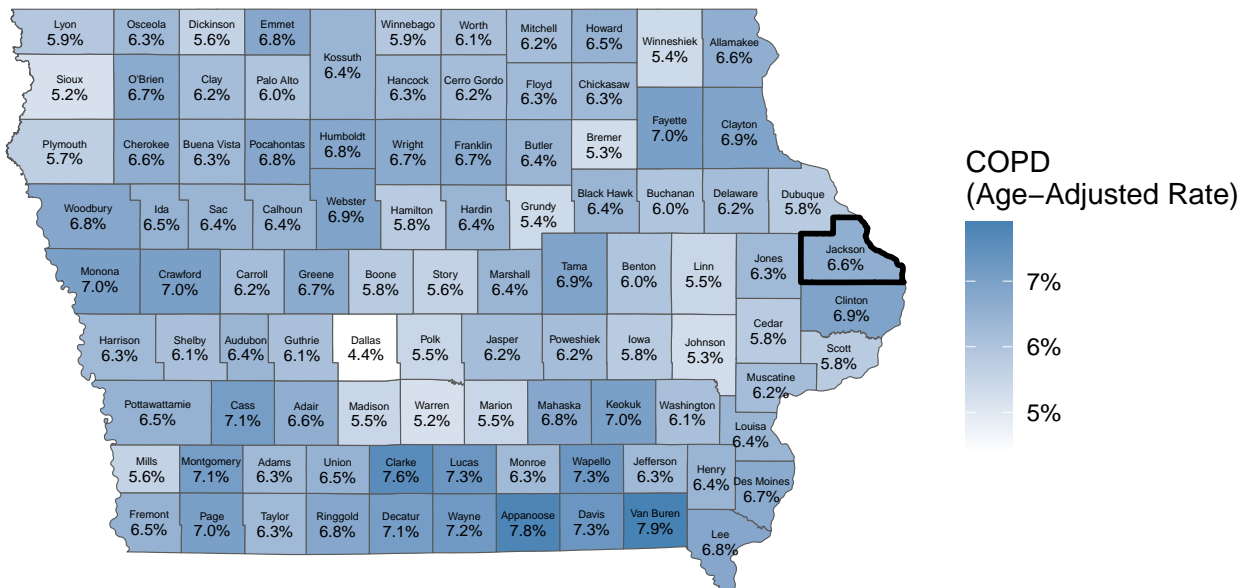 Lyon
5.9%
Osceola
6.3%
Dickinson
5.6%
Emmet
6.8%
Kossuth
6.4%
Winnebago
5.9%
Worth
6.1%
Mitchell
6.2%
Howard
6.5%
Winneshiek
5.4%
Allamakee
6.6%
Sioux
5.2%
O'Brien
6.7%
Clay
6.2%
Palo Alto
6.0%
Hancock
6.3%
Cerro Gordo
6.2%
Floyd
6.3%
Chickasaw
6.3%
Fayette
7.0%
Clayton
6.9%
Plymouth
5.7%
Cherokee
6.6%
Buena Vista
6.3%
Pocahontas
6.8%
Humboldt
6.8%
Wright
6.7%
Franklin
6.7%
Butler
6.4%
Bremer
5.3%
Woodbury
6.8%
Ida
6.5%
Sac
6.4%
Calhoun
6.4%
Webster
6.9%
Hamilton
5.8%
Hardin
6.4%
Grundy
5.4%
Black Hawk
6.4%
Buchanan
6.0%
Delaware
6.2%
Dubuque
5.8%
Monona
7.0%
Crawford
7.0%
Carroll
6.2%
Greene
6.7%
Boone
5.8%
Story
5.6%
Marshall
6.4%
Tama
6.9%
Benton
6.0%
Linn
5.5%
Jones
6.3%
Jackson
6.6%
Clinton
6.9%
Harrison
6.3%
Shelby
6.1%
Audubon
6.4%
Guthrie
6.1%
Dallas
4.4%
Polk
5.5%
Jasper
6.2%
Poweshiek
6.2%
Iowa
5.8%
Johnson
5.3%
Cedar
5.8%
Scott
5.8%
Muscatine
6.2%
Pottawattamie
6.5%
Cass
7.1%
Adair
6.6%
Madison
5.5%
Warren
5.2%
Marion
5.5%
Mahaska
6.8%
Keokuk
7.0%
Washington
6.1%
Louisa
6.4%
Mills
5.6%
Montgomery
7.1%
Adams
6.3%
Union
6.5%
Clarke
7.6%
Lucas
7.3%
Monroe
6.3%
Wapello
7.3%
Jefferson
6.3%
Henry
6.4%
Des Moines
6.7%
Fremont
6.5%
Page
7.0%
Taylor
6.3%
Ringgold
6.8%
Decatur
7.1%
Wayne
7.2%
Appanoose
7.8%
Davis
7.3%
Van Buren
7.9%
Lee
6.8%
COPD
(Age−Adjusted Rate)
7%
6%
5%